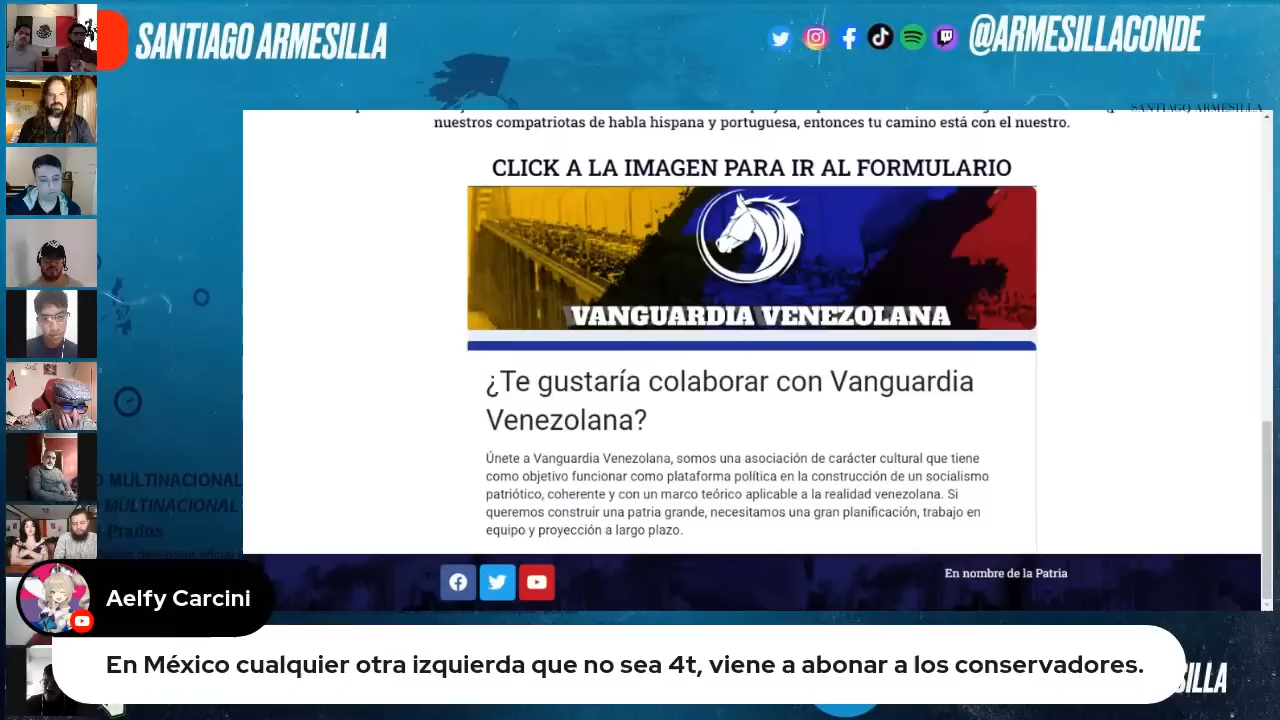 SANTIAGO ARMESILLA
@ARMESILLACONDE
SANTIAGO ARMESILLA
nuestros compatriotas de habla hispana y portuguesa, entonces tu camino está con el nuestro.
CLICK A LA IMAGEN PARA IR AL FORMULARIO
VANGUARDIA VENEZOLANA
¿Te gustaría colaborar con Vanguardia
Venezolana?
Únete a Vanguardia Venezolana, somos una asociación de carácter cultural que tiene
como objetivo funcionar como plataforma política en la construcción de un socialismo
patriótico, coherente y con un marco teórico aplicable a la realidad venezolana. Si
queremos construir una patria grande, necesitamos una gran planificación, trabajo en
equipo y proyección a largo plazo.
O MULTINACIONAL
O MULTINACIONAL
Prados
En nombre de la Patria
Aelfy Carcini
En México cualquier otra izquierda que no sea 4t, viene a abonar a los conservadores.
SILLA